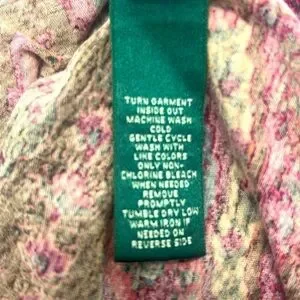 TURN GARMENT
INSIDE OUT
MACHINE WASH
COLD
GENTLE CYCLE
WASH WITH
LIKE COLORS
ONLY NON-
CHLORINE BLEACH
WHEN NEEDED
REMOVE
PROMPTLY
TUMBLE DRY LOW
WARM IRON IF
NEEDED ON
REVERSE SIDE